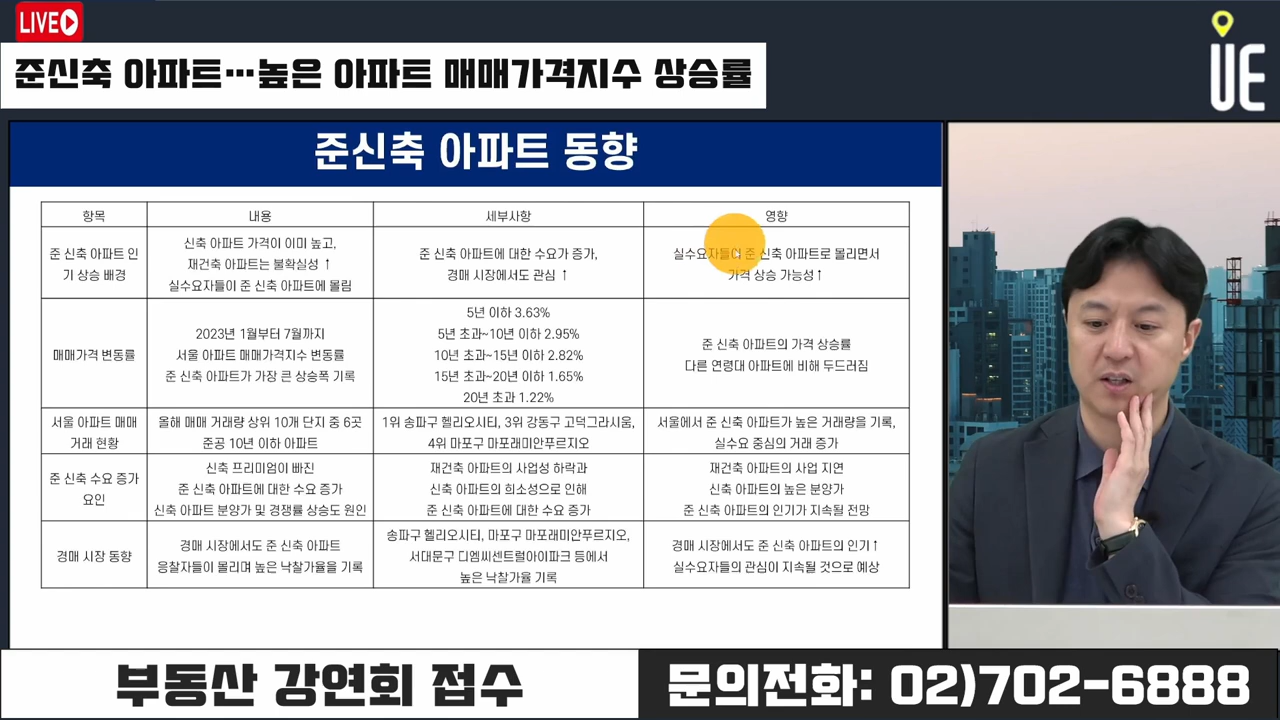 LIVE
준신축 아파트…높은 아파트 매매가격지수 상승률
UE
준신축 아파트 동향
항목
내용
세부사항
영향
준 신축 아파트 인
기 상승 배경
신축 아파트 가격이 이미 높고,
재건축 아파트는 불확실성 ↑
실수요자들이 준 신축 아파트에 몰림
준 신축 아파트에 대한 수요가 증가,
경매 시장에서도 관심 ↑
실수요자들이 준 신축 아파트로 몰리면서
가격 상승 가능성↑
매매가격 변동률
2023년 1월부터 7월까지
서울 아파트 매매가격지수 변동률
준 신축 아파트가 가장 큰 상승폭 기록
5년 이하 3.63%
5년 초과~10년 이하 2.95%
10년 초과~15년 이하 2.82%
15년 초과~20년 이하 1.65%
20년 초과 1.22%
준 신축 아파트의 가격 상승률
다른 연령대 아파트에 비해 두드러짐
서울 아파트 매매
거래 현황
올해 매매 거래량 상위 10개 단지 중 6곳
준공 10년 이하 아파트
1위 송파구 헬리오시티, 3위 강동구 고덕그라시움,
4위 마포구 마포래미안푸르지오
서울에서 준 신축 아파트가 높은 거래량을 기록,
실수요 중심의 거래 증가
준 신축 수요 증가
요인
신축 프리미엄이 빠진
준 신축 아파트에 대한 수요 증가
신축 아파트 분양가 및 경쟁률 상승도 원인
재건축 아파트의 사업성 하락과
신축 아파트의 희소성으로 인해
준 신축 아파트에 대한 수요 증가
재건축 아파트의 사업 지연
신축 아파트의 높은 분양가
준 신축 아파트의 인기가 지속될 전망
경매 시장 동향
경매 시장에서도 준 신축 아파트
응찰자들이 몰리며 높은 낙찰가율을 기록
송파구 헬리오시티, 마포구 마포래미안푸르지오,
서대문구 디엠씨센트럴아이파크 등에서
높은 낙찰가율 기록
경매 시장에서도 준 신축 아파트의 인기↑
실수요자들의 관심이 지속될 것으로 예상
부동산 강연회 접수
문의전화: 02)702-6888